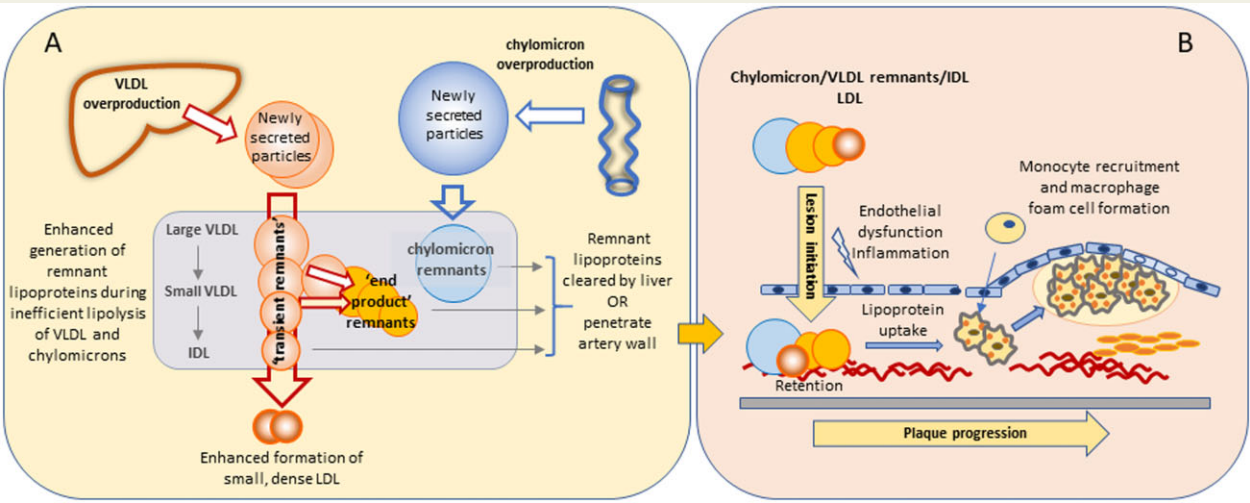 A
VLDL
overproduction
Newly
secreted
particles
chylomicron
overproduction
Newly
secreted
particles
Enhanced
generation of
remnant
lipoproteins during
inefficient lipolysis
of VLDL and
chylomicrons
Large VLDL
Small VLDL
IDL
'transient remnants'
'end
product'
remnants
chylomicron
remnants
Remnant
lipoproteins
cleared by liver
OR
penetrate
artery wall
Enhanced formation of
small, dense LDL
B
Chylomicron/VLDL remnants/IDL
LDL
Lesion initiation
Endothelial
dysfunction
Inflammation
Monocyte recruitment
and macrophage
foam cell formation
Lipoprotein
uptake
Retention
Plaque progression